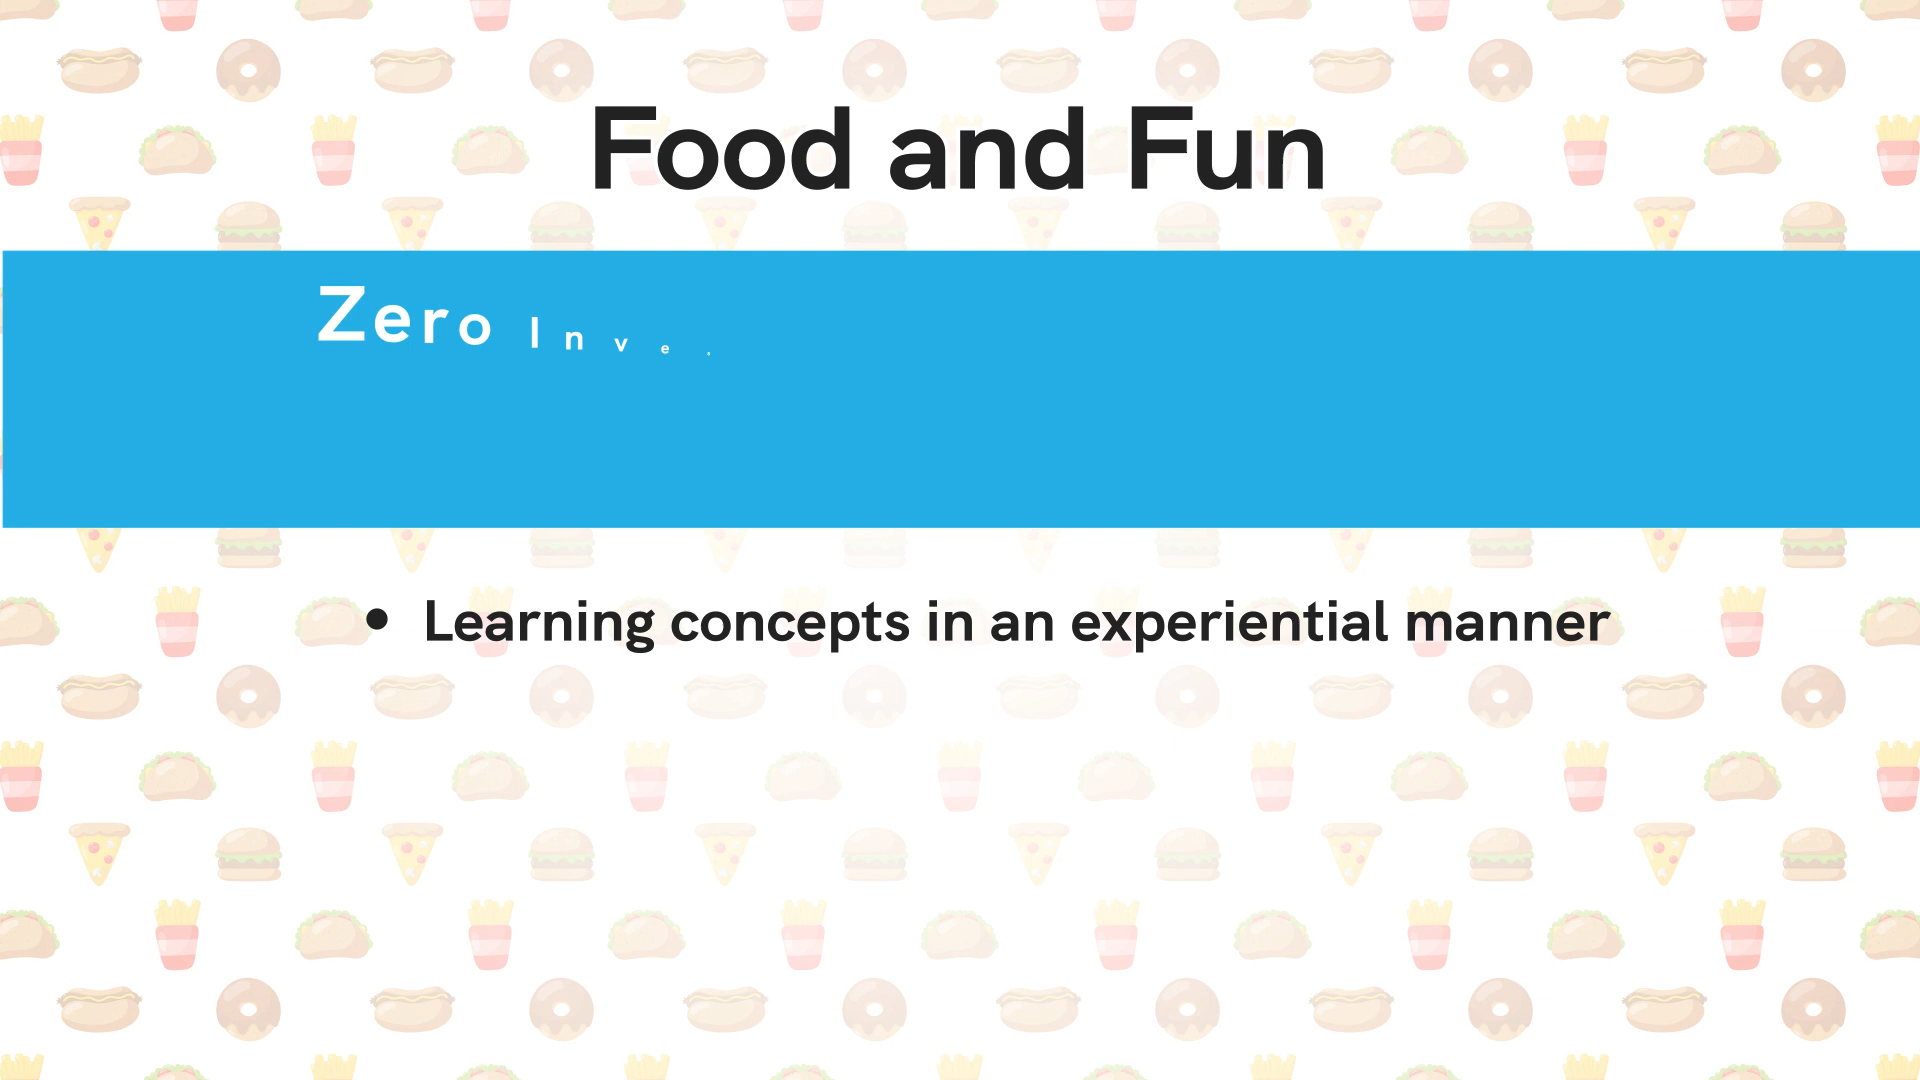 Food and Fun
Zero Inve
• Learning concepts in an experiential manner